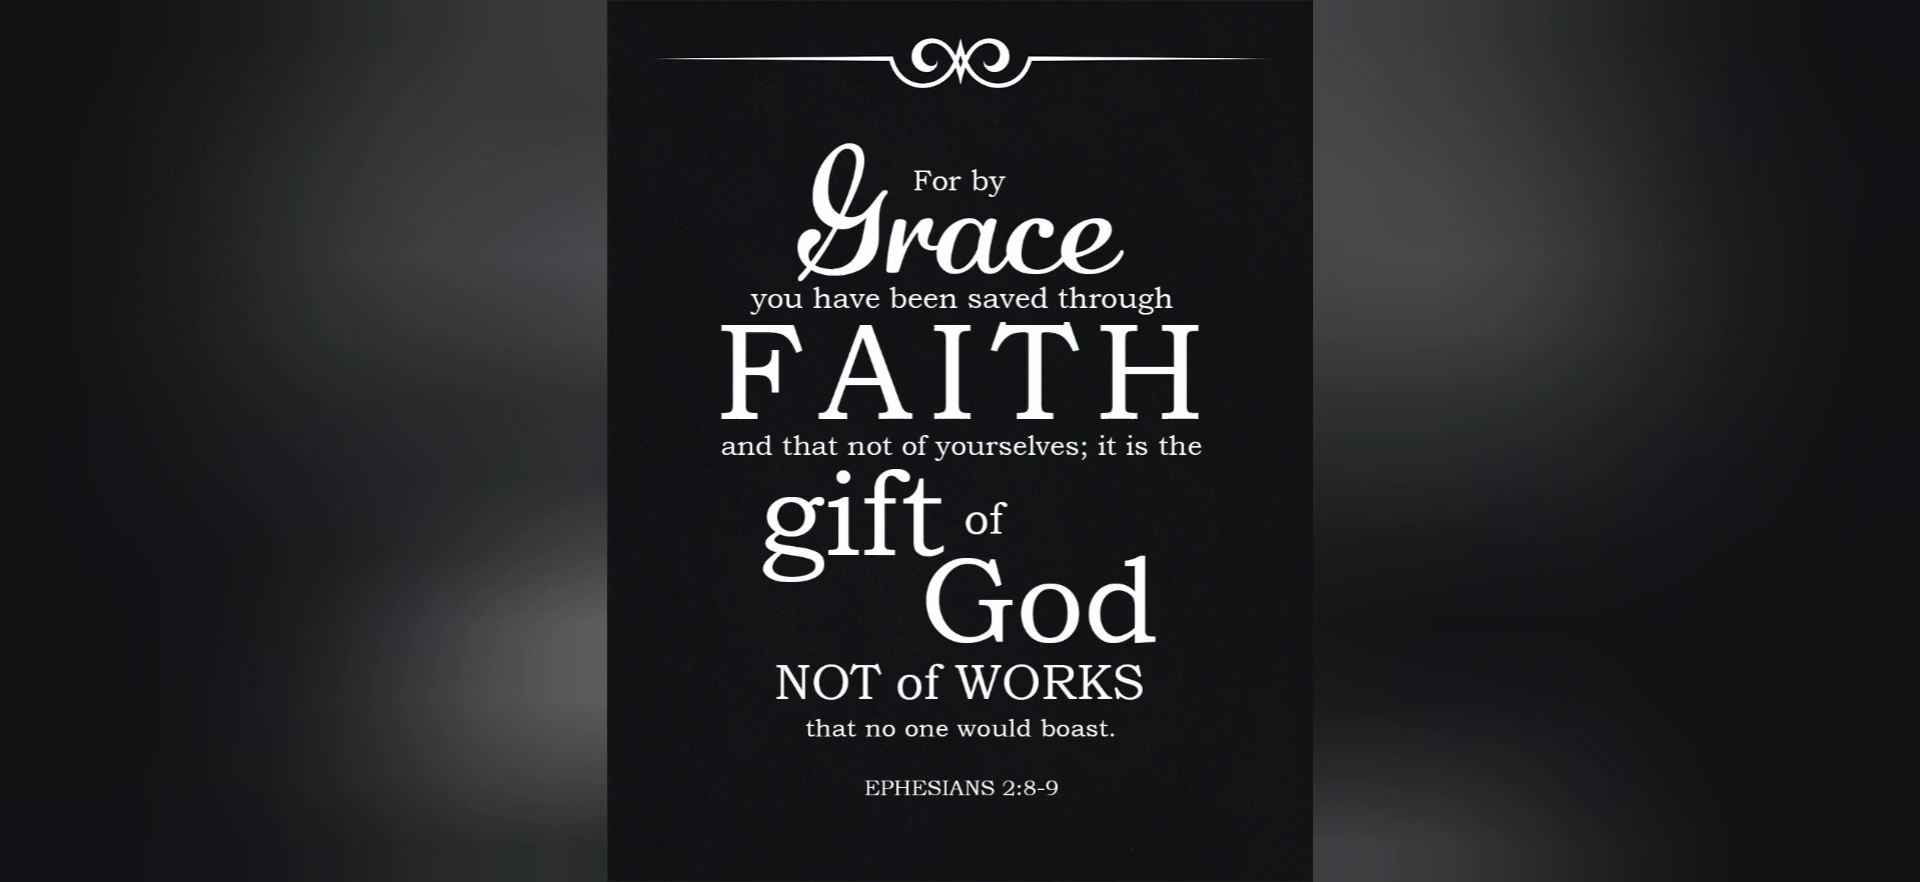 For by
Grace
you have been saved through
FAITH
and that not of yourselves; it is the
gift of
God
NOT of WORKS
that no one would boast.
EPHESIANS 2:8-9